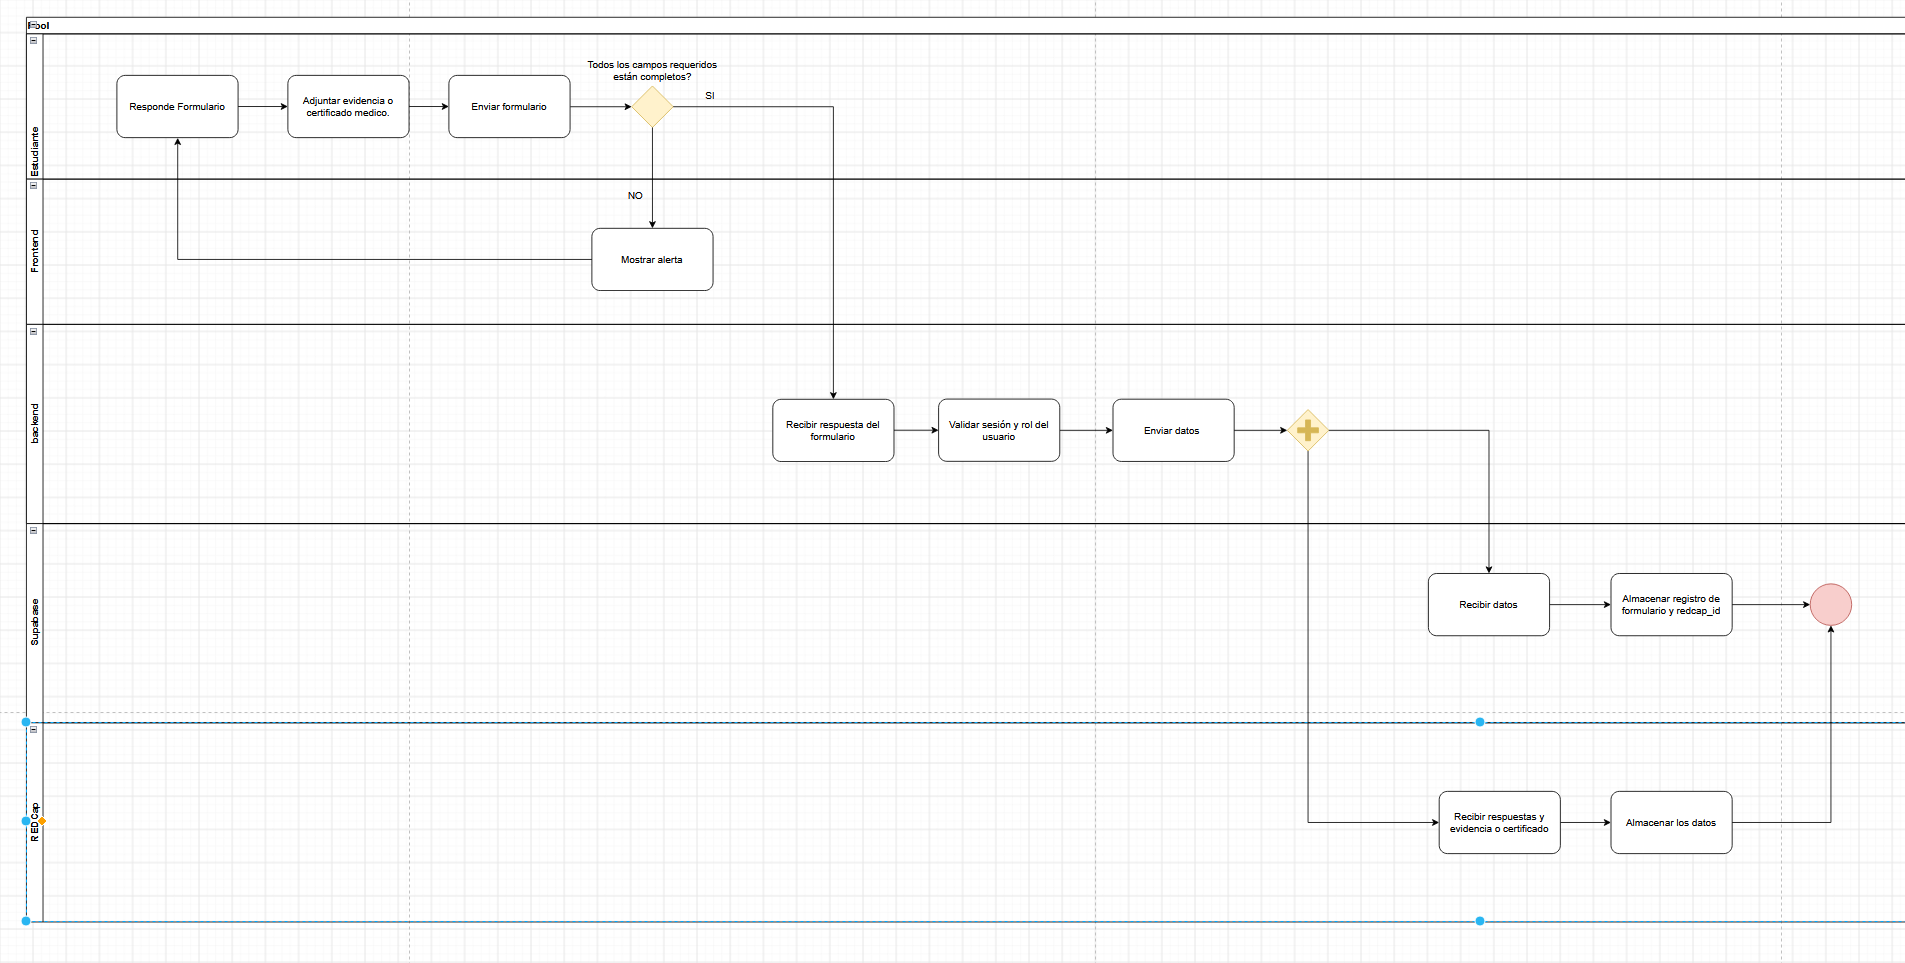 Pool
Estudiante
Responde Formulario
Adjuntar evidencia o
certificado medico.
Enviar formulario
Todos los campos requeridos
están completos?
SI
NO
Frontend
Mostrar alerta
backend
Recibir respuesta del
formulario
Validar sesión y rol del
usuario
Enviar datos
Supabase
Recibir datos
Almacenar registro de
formulario y redcap_id
REDCap
Recibir respuestas y
evidencia o certificado
Almacenar los datos